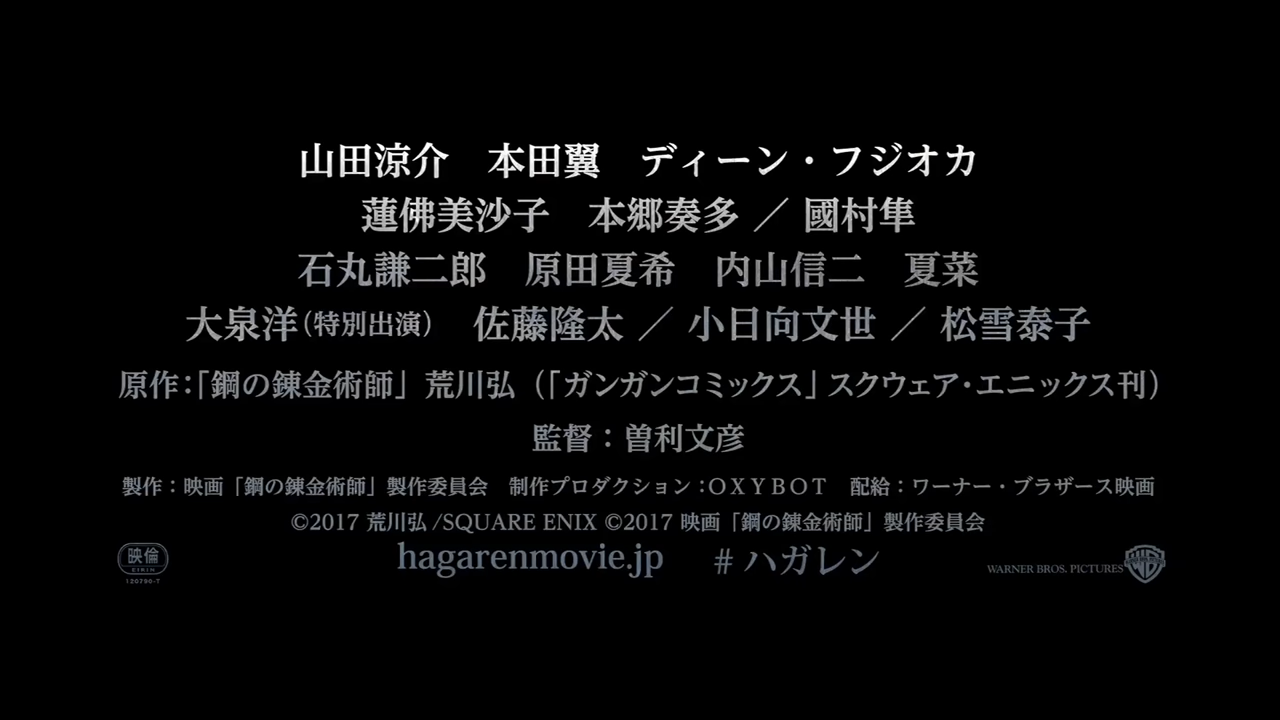 山田涼介　本田翼　ディーン・フジオカ
蓮佛美沙子　本郷奏多 ／ 國村隼
石丸謙二郎　原田夏希　内山信二　夏菜
大泉洋（特別出演）　佐藤隆太 ／ 小日向文世 ／ 松雪泰子
原作：「鋼の錬金術師」荒川弘（「ガンガンコミックス」スクウェア・エニックス刊）
監督：曽利文彦
製作：映画「鋼の錬金術師」製作委員会　制作プロダクション：OXYBOT　配給：ワーナー・ブラザース映画
©2017 荒川弘 /SQUARE ENIX ©2017 映画「鋼の錬金術師」製作委員会
映倫
EIRIN
120790-T
hagarenmovie.jp　#ハガレン
WARNER BROS. PICTURES
WB